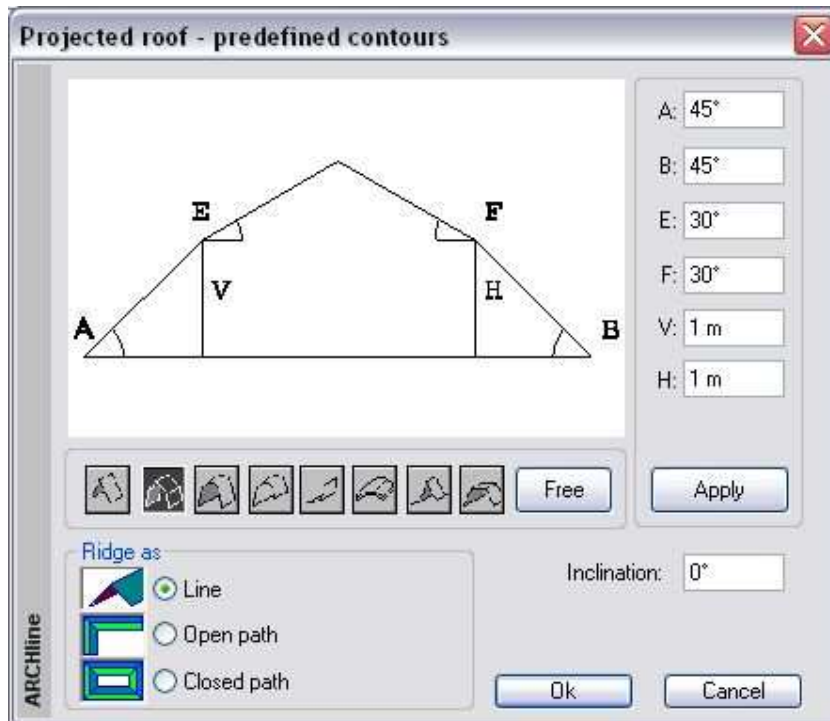 Projected roof - predefined contours
A: 45°
B: 45°
E: 30°
F: 30°
V: 1 m
H: 1 m
E
F
V
H
A
B
Free
Apply
Ridge as
Line
Open path
Closed path
Inclination: 0°
Ok
Cancel
ARCHline